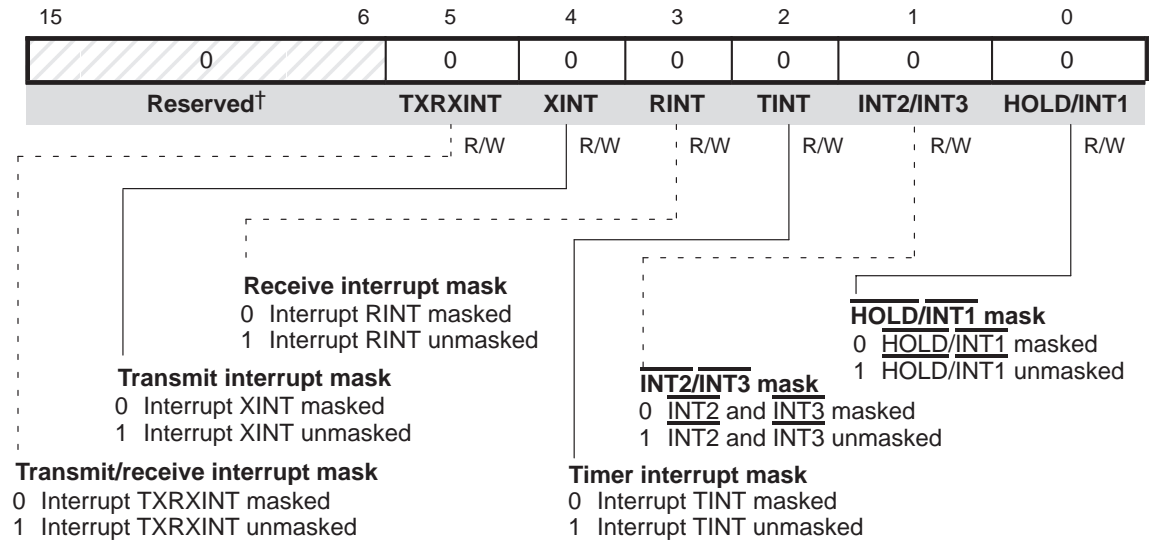 15 6 5 4 3 2 1 0
0 0 0 0 0 0 0
Reserved† TXRXINT XINT RINT TINT INT2/INT3 HOLD/INT1
R/W R/W R/W R/W R/W R/W
Receive interrupt mask
0 Interrupt RINT masked
1 Interrupt RINT unmasked
HOLD/INT1 mask
0 HOLD/INT1 masked
1 HOLD/INT1 unmasked
Transmit interrupt mask
0 Interrupt XINT masked
1 Interrupt XINT unmasked
INT2/INT3 mask
0 INT2 and INT3 masked
1 INT2 and INT3 unmasked
Transmit/receive interrupt mask
0 Interrupt TXRXINT masked
1 Interrupt TXRXINT unmasked
Timer interrupt mask
0 Interrupt TINT masked
1 Interrupt TINT unmasked